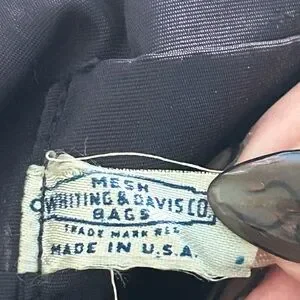 MESH
WHITING & DAVIS CO.
BAGS
TRADE MARK REG.
MADE IN U.S.A.